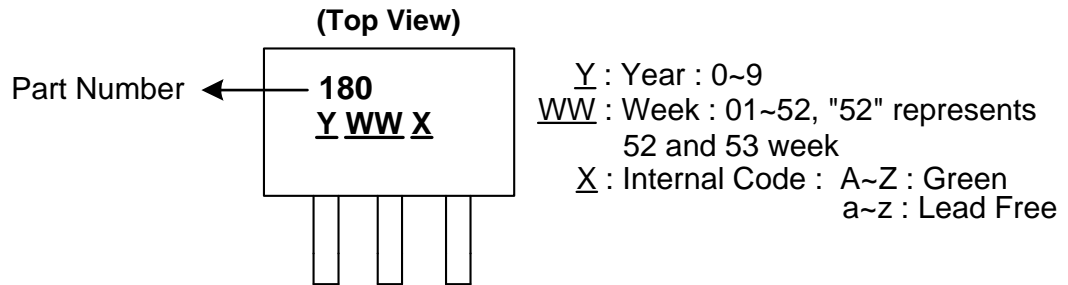 (Top View)
Part Number
180
Y WW X
Y : Year : 0~9
WW : Week : 01~52, "52" represents
52 and 53 week
X : Internal Code : A~Z : Green
a~z : Lead Free